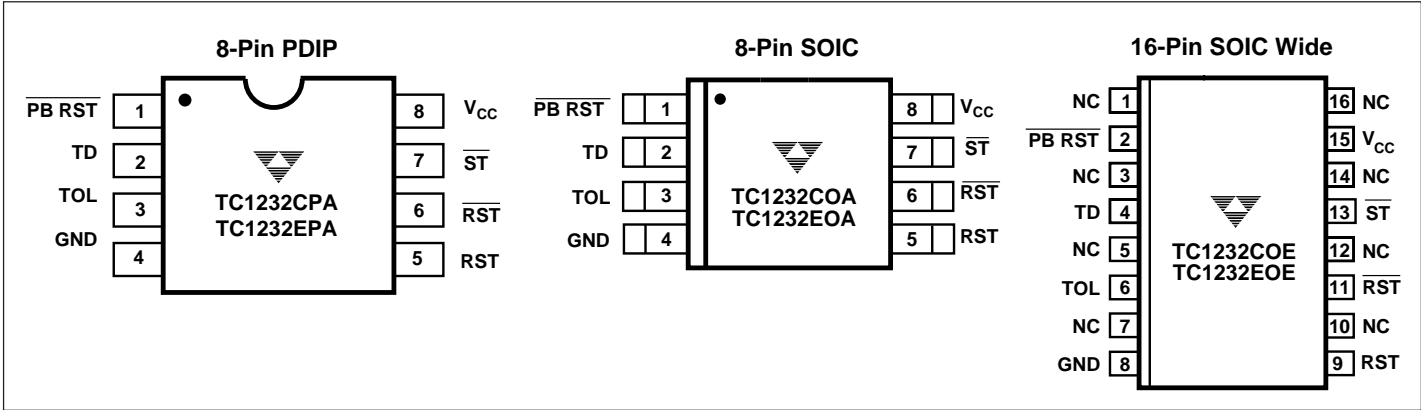 8-Pin PDIP
PB RST 1
TD 2
TOL 3
GND 4
8 VCC
7 ST
6 RST
5 RST
TC1232CPA
TC1232EPA
8-Pin SOIC
PB RST 1
TD 2
TOL 3
GND 4
8 VCC
7 ST
6 RST
5 RST
TC1232COA
TC1232EOA
16-Pin SOIC Wide
NC 1
PB RST 2
NC 3
TD 4
NC 5
TOL 6
NC 7
GND 8
16 NC
15 VCC
14 NC
13 ST
12 NC
11 RST
10 NC
9 RST
TC1232COE
TC1232EOE